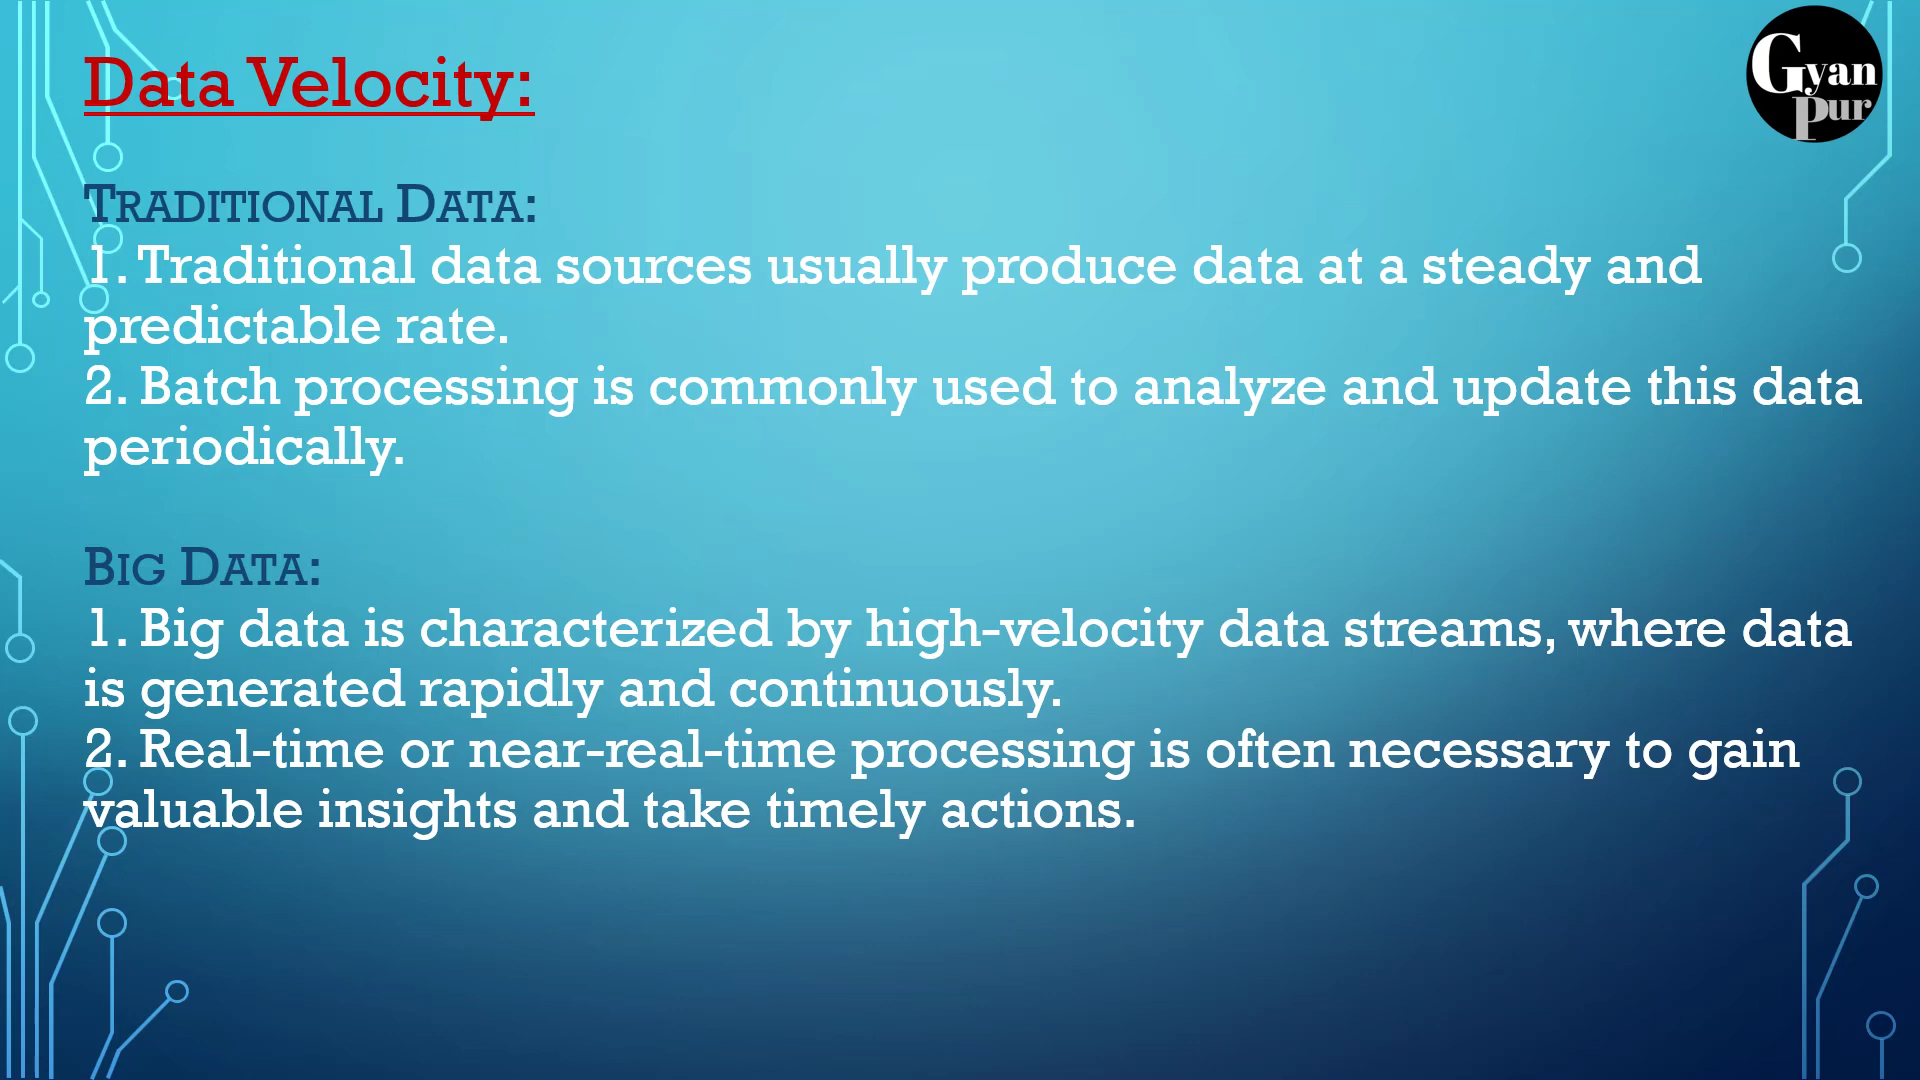 Data Velocity:
Gyan
Pur
TRADITIONAL DATA:
1. Traditional data sources usually produce data at a steady and
predictable rate.
2. Batch processing is commonly used to analyze and update this data
periodically.
BIG DATA:
1. Big data is characterized by high-velocity data streams, where data
is generated rapidly and continuously.
2. Real-time or near-real-time processing is often necessary to gain
valuable insights and take timely actions.